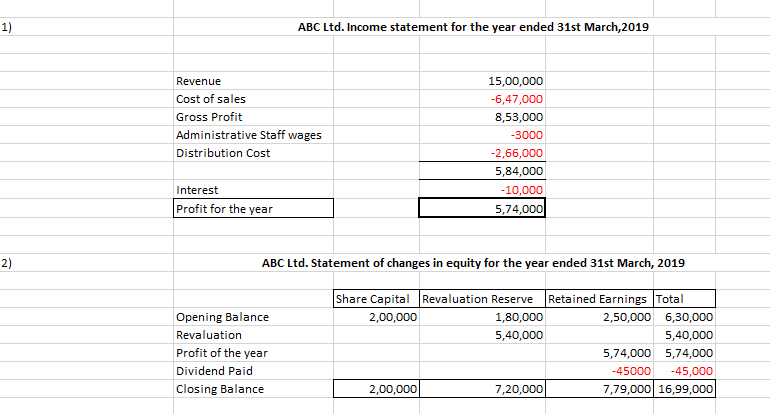 1) ABC Ltd. Income statement for the year ended 31st March,2019
Revenue 15,00,000
Cost of sales -6,47,000
Gross Profit 8,53,000
Administrative Staff wages -3000
Distribution Cost -2,66,000
5,84,000
Interest -10,000
Profit for the year 5,74,000
2) ABC Ltd. Statement of changes in equity for the year ended 31st March, 2019
Share Capital Revaluation Reserve Retained Earnings Total
Opening Balance 2,00,000 1,80,000 2,50,000 6,30,000
Revaluation 5,40,000 5,40,000
Profit of the year 5,74,000 5,74,000
Dividend Paid -45000 -45,000
Closing Balance 2,00,000 7,20,000 7,79,000 16,99,000